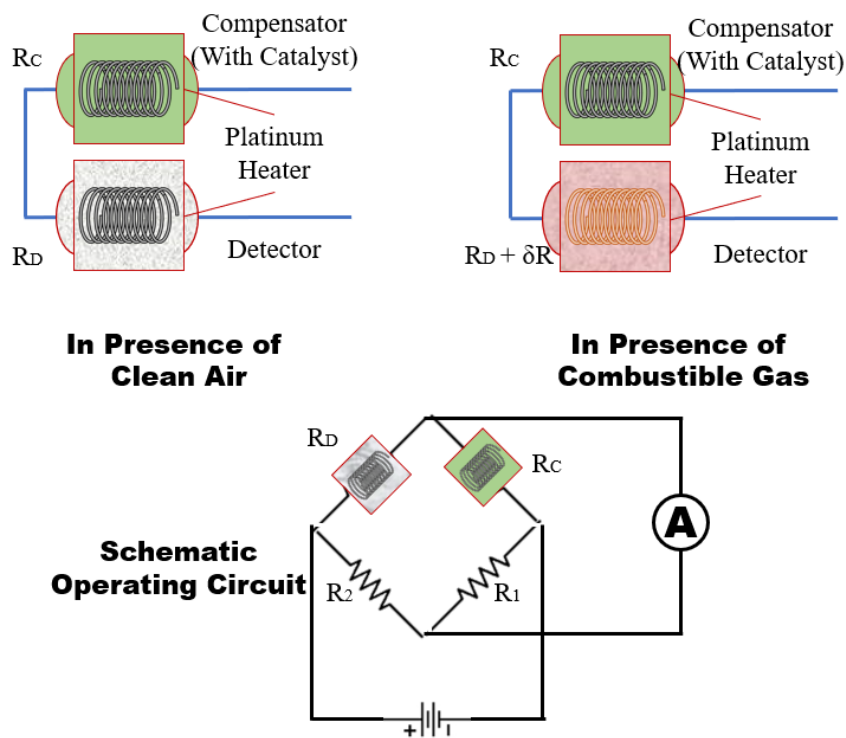 Compensator
(With Catalyst)
RC
Platinum
Heater
RD
Detector
In Presence of
Clean Air
Compensator
(With Catalyst)
RC
Platinum
Heater
RD + δR
Detector
In Presence of
Combustible Gas
RD
RC
A
Schematic
Operating Circuit
R2
R1
+
-